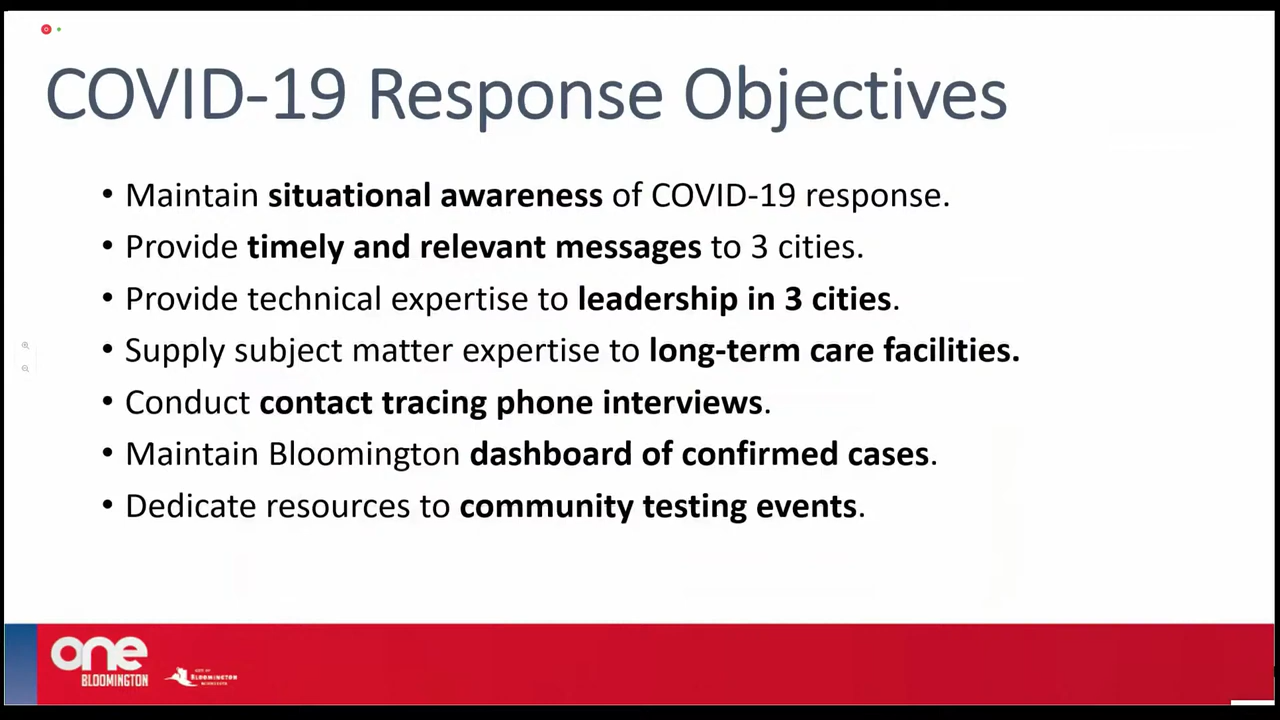 COVID-19 Response Objectives
• Maintain situational awareness of COVID-19 response.
• Provide timely and relevant messages to 3 cities.
• Provide technical expertise to leadership in 3 cities.
• Supply subject matter expertise to long-term care facilities.
• Conduct contact tracing phone interviews.
• Maintain Bloomington dashboard of confirmed cases.
• Dedicate resources to community testing events.
one
BLOOMINGTON
CITY OF
BLOOMINGTON
MINNESOTA